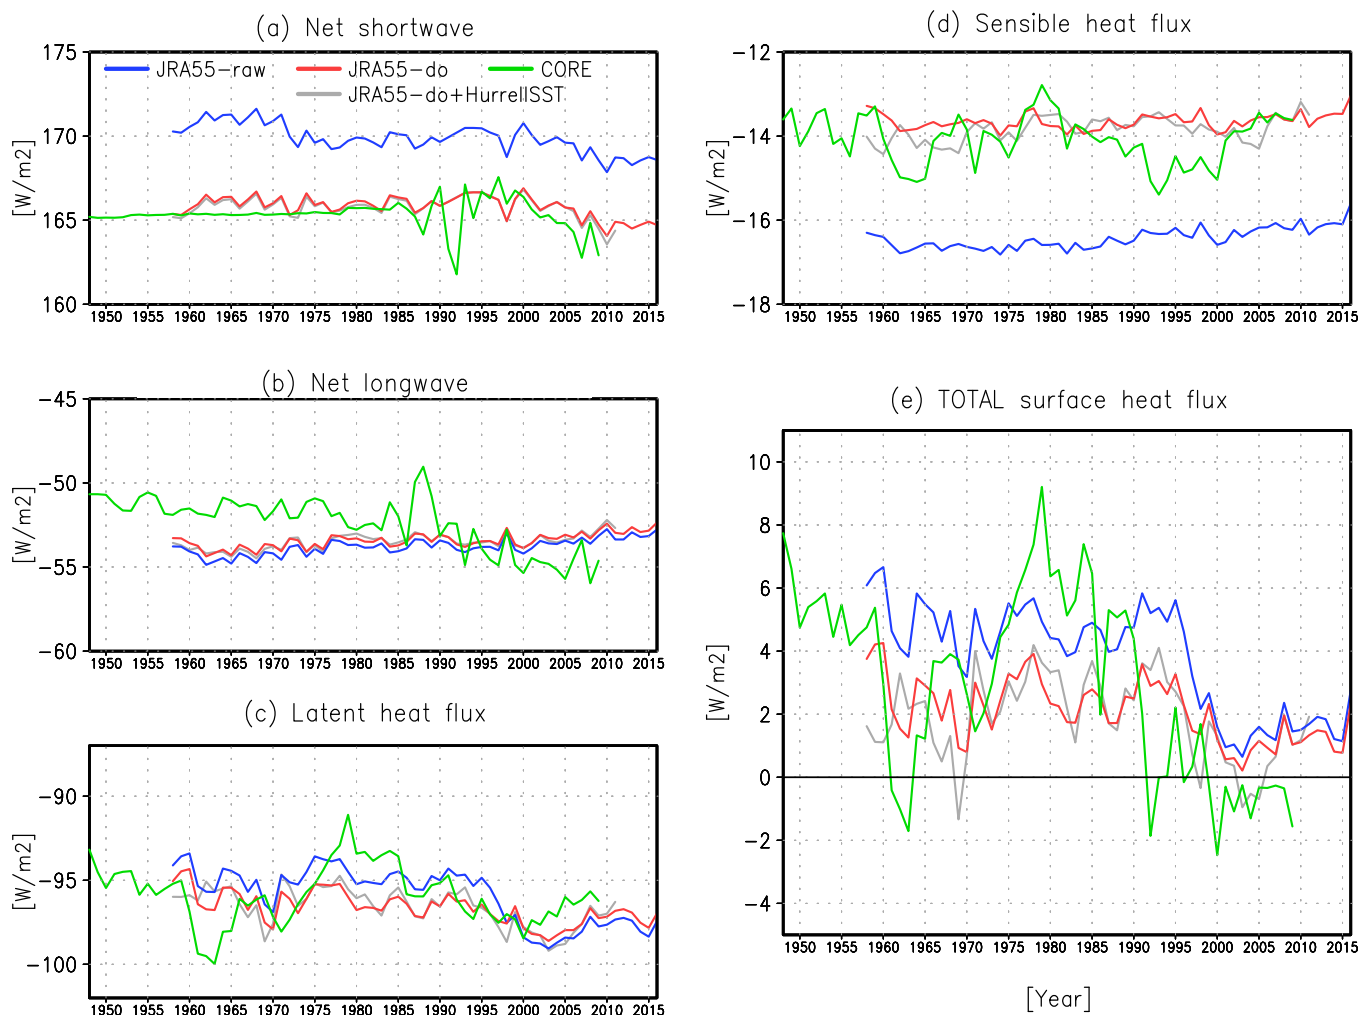 (a) Net shortwave
175
170
165
160
[W/m2]
JRA55-raw
JRA55-do
CORE
JRA55-do+HurrellSST
1950 1955 1960 1965 1970 1975 1980 1985 1990 1995 2000 2005 2010 2015
(b) Net longwave
-45
-50
-55
-60
[W/m2]
1950 1955 1960 1965 1970 1975 1980 1985 1990 1995 2000 2005 2010 2015
(c) Latent heat flux
-90
-95
-100
[W/m2]
1950 1955 1960 1965 1970 1975 1980 1985 1990 1995 2000 2005 2010 2015
(d) Sensible heat flux
-12
-14
-16
-18
[W/m2]
1950 1955 1960 1965 1970 1975 1980 1985 1990 1995 2000 2005 2010 2015
(e) TOTAL surface heat flux
10
8
6
4
2
0
-2
-4
[W/m2]
1950 1955 1960 1965 1970 1975 1980 1985 1990 1995 2000 2005 2010 2015
[Year]